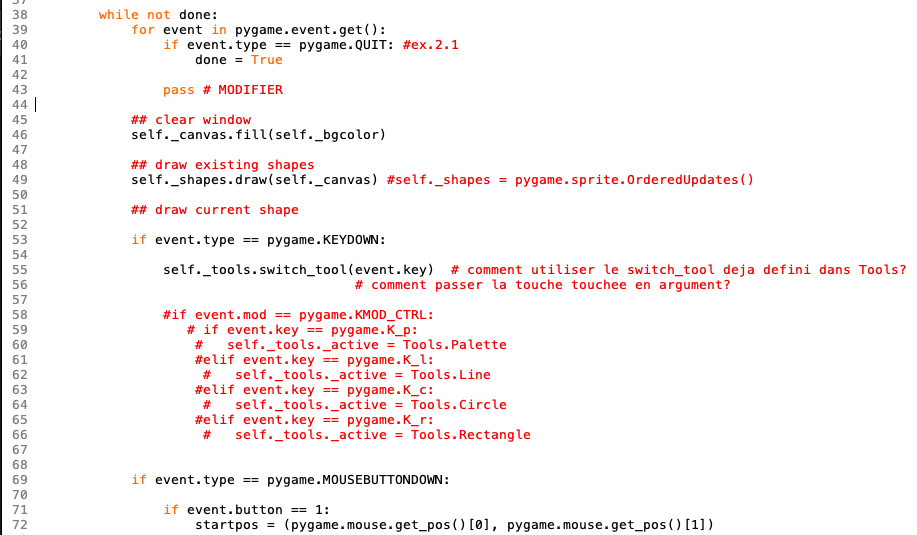 37
38 while not done:
39 for event in pygame.event.get():
40 if event.type == pygame.QUIT: #ex.2.1
41 done = True
42
43 pass # MODIFIER
44
45 ## clear window
46 self._canvas.fill(self._bgcolor)
47
48 ## draw existing shapes
49 self._shapes.draw(self._canvas) #self._shapes = pygame.sprite.OrderedUpdates()
50
51 ## draw current shape
52
53 if event.type == pygame.KEYDOWN:
54
55 self._tools.switch_tool(event.key)  # comment utiliser le switch_tool deja defini dans Tools?
56 # comment passer la touche touchee en argument?
57
58 #if event.mod == pygame.KMOD_CTRL:
59 # if event.key == pygame.K_p:
60 #   self._tools._active = Tools.Palette
61 #elif event.key == pygame.K_l:
62 #   self._tools._active = Tools.Line
63 #elif event.key == pygame.K_c:
64 #   self._tools._active = Tools.Circle
65 #elif event.key == pygame.K_r:
66 #   self._tools._active = Tools.Rectangle
67
68
69 if event.type == pygame.MOUSEBUTTONDOWN:
70
71 if event.button == 1:
72 startpos = (pygame.mouse.get_pos()[0], pygame.mouse.get_pos()[1])